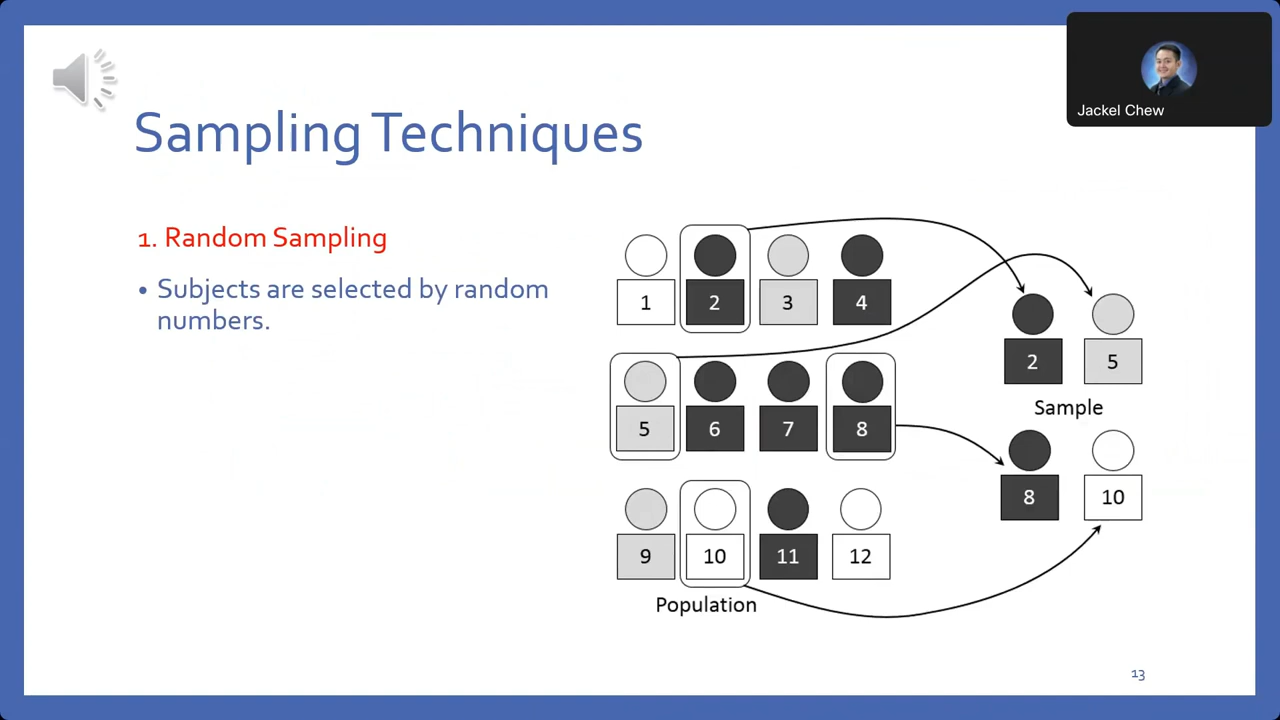 Jackel Chew
Sampling Techniques
1. Random Sampling
• Subjects are selected by random
numbers.
1 2 3 4
5 6 7 8
9 10 11 12
Population
2 5
Sample
8 10
13